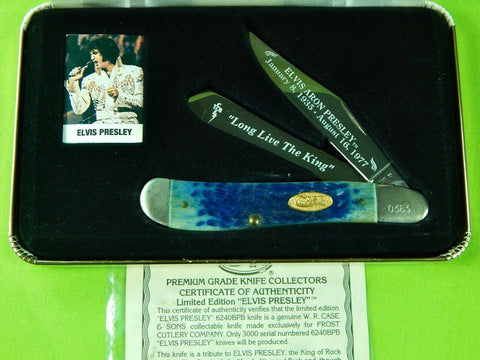 ELVIS PRESLEY
ELVIS ARON PRESLEY™
January 8, 1935 - August 16, 1977
"Long Live The King"
CASE
0383
PREMIUM GRADE KNIFE COLLECTORS
CERTIFICATE OF AUTHENTICITY
Limited Edition "ELVIS PRESLEY"™
This certificate of authenticity verifies that the limited edition
"ELVIS PRESLEY" 6240BPB knife is a genuine W. R. CASE
& SONS collectable knife made exclusively for FROST
CUTLERY COMPANY. Only 3000 serial numbered 6240BPB
"ELVIS PRESLEY" knives will be produced.
This knife is a tribute to ELVIS PRESLEY, the King of Rock